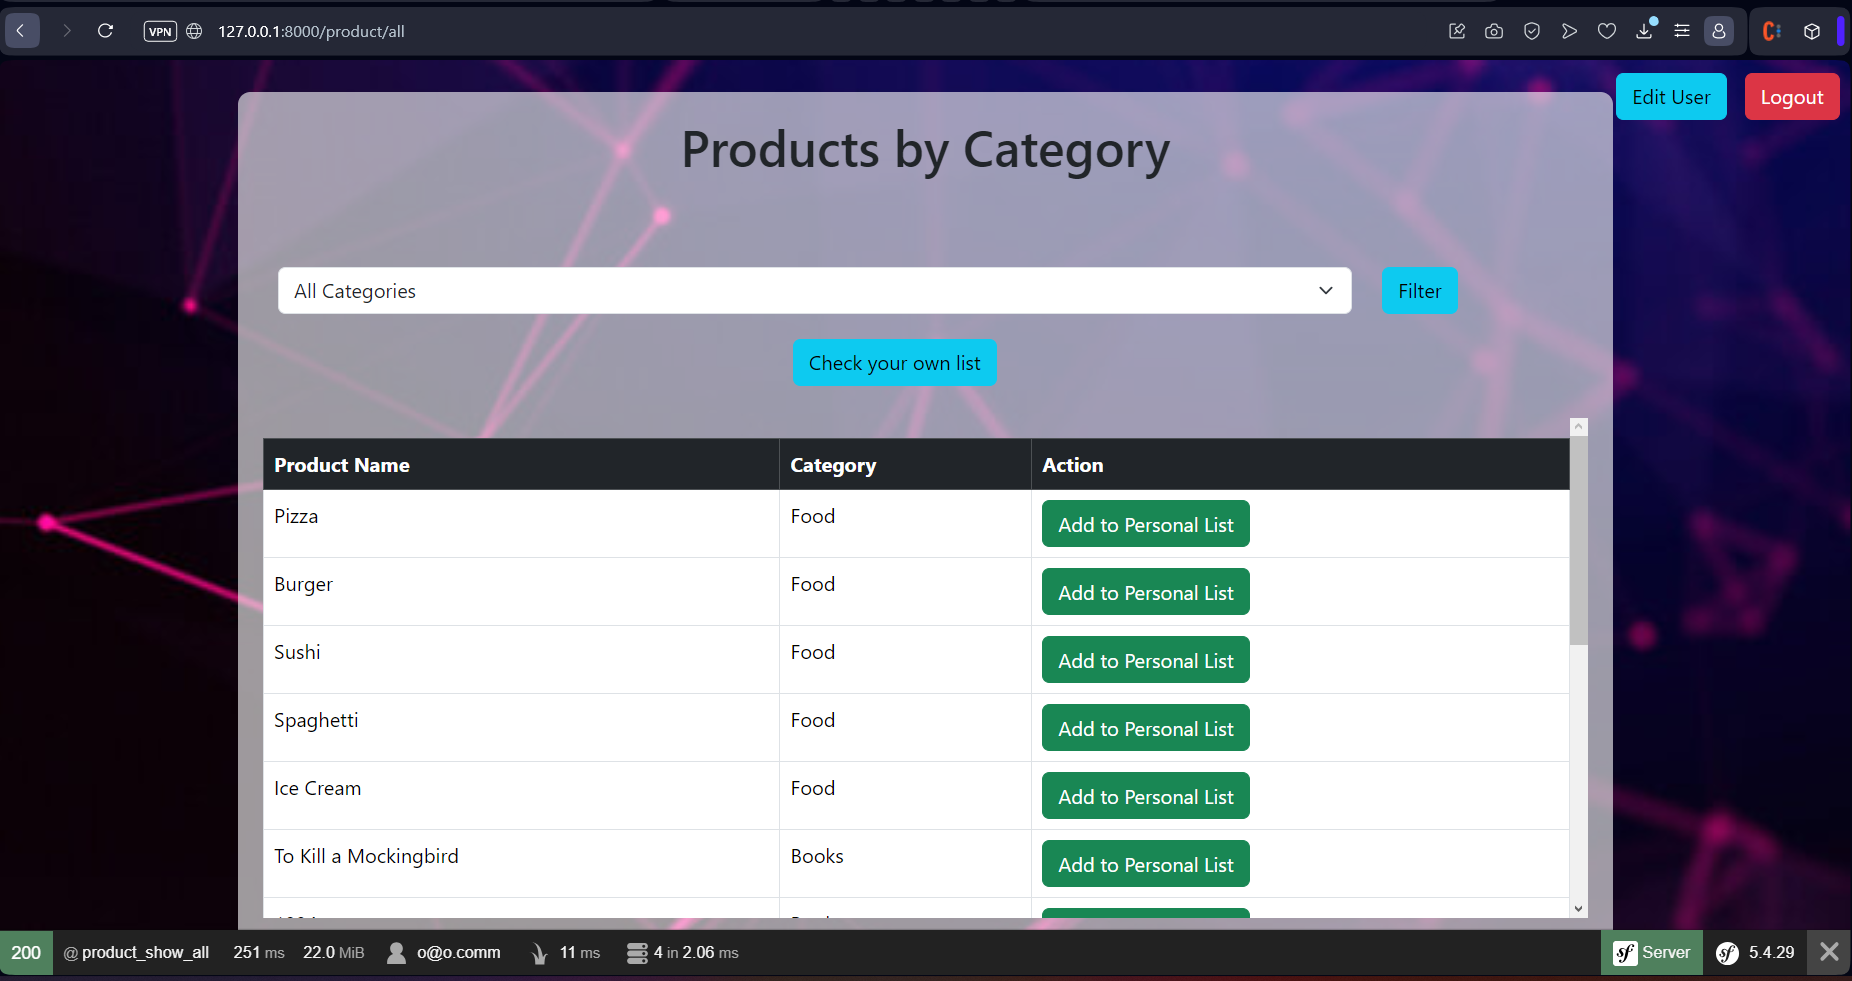 VPN 127.0.0.1:8000/product/all
Edit User Logout
Products by Category
All Categories Filter
Check your own list
Product Name Category Action
Pizza Food Add to Personal List
Burger Food Add to Personal List
Sushi Food Add to Personal List
Spaghetti Food Add to Personal List
Ice Cream Food Add to Personal List
To Kill a Mockingbird Books Add to Personal List
200 @ product_show_all 251 ms 22.0 MiB o@o.comm 11 ms 4 in 2.06 ms sf Server sf 5.4.29